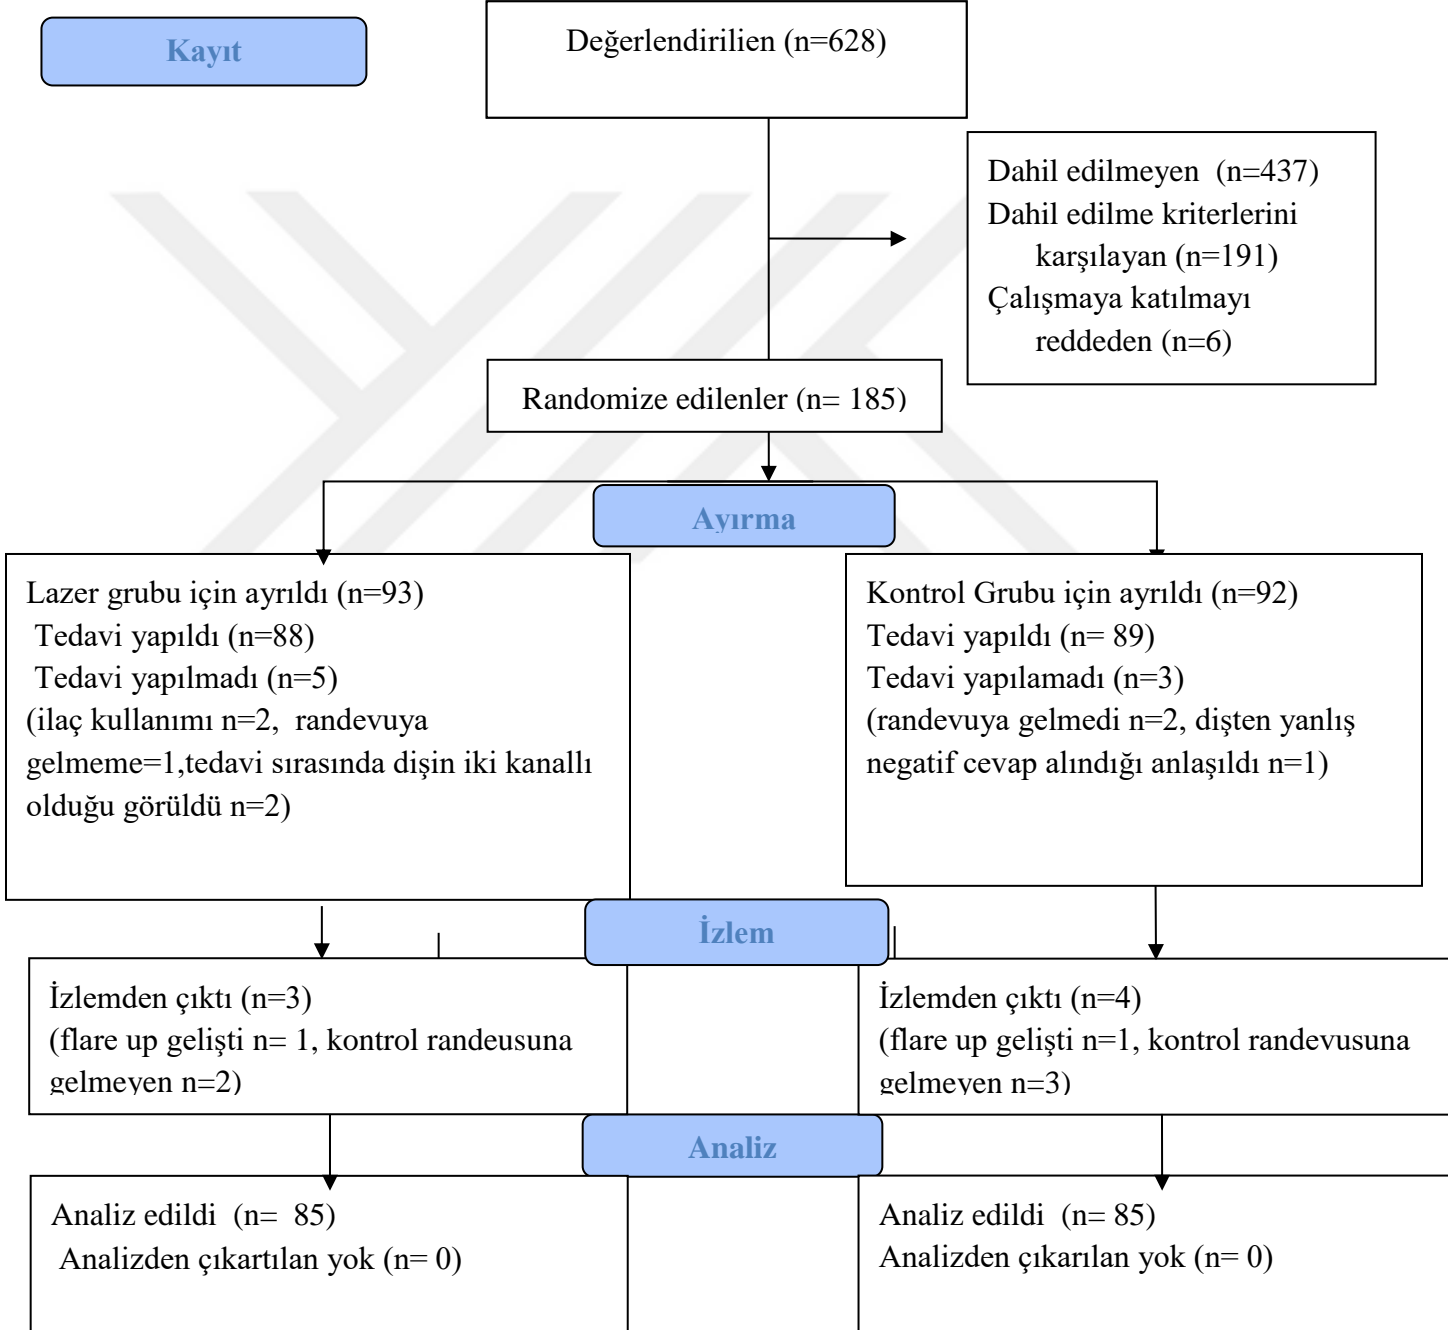 Kayıt
Değerlendirilien (n=628)
Dahil edilmeyen  (n=437)
Dahil edilme kriterlerini
karşılayan (n=191)
Çalışmaya katılmayı
reddeden (n=6)
Randomize edilenler (n= 185)
Ayırma
Lazer grubu için ayrıldı (n=93)
Tedavi yapıldı (n=88)
Tedavi yapılmadı (n=5)
(ilaç kullanımı n=2,  randevuya
gelmeme=1,tedavi sırasında dişin iki kanallı
olduğu görüldü n=2)
Kontrol Grubu için ayrıldı (n=92)
Tedavi yapıldı (n= 89)
Tedavi yapılamadı (n=3)
(randevuya gelmedi n=2, dişten yanlış
negatif cevap alındığı anlaşıldı n=1)
İzlem
İzlemden çıktı (n=3)
(flare up gelişti n= 1, kontrol randeusuna
gelmeyen n=2)
İzlemden çıktı (n=4)
(flare up gelişti n=1, kontrol randevusuna
gelmeyen n=3)
Analiz
Analiz edildi  (n=  85)
Analizden çıkartılan yok (n= 0)
Analiz edildi  (n= 85)
Analizden çıkarılan yok (n= 0)